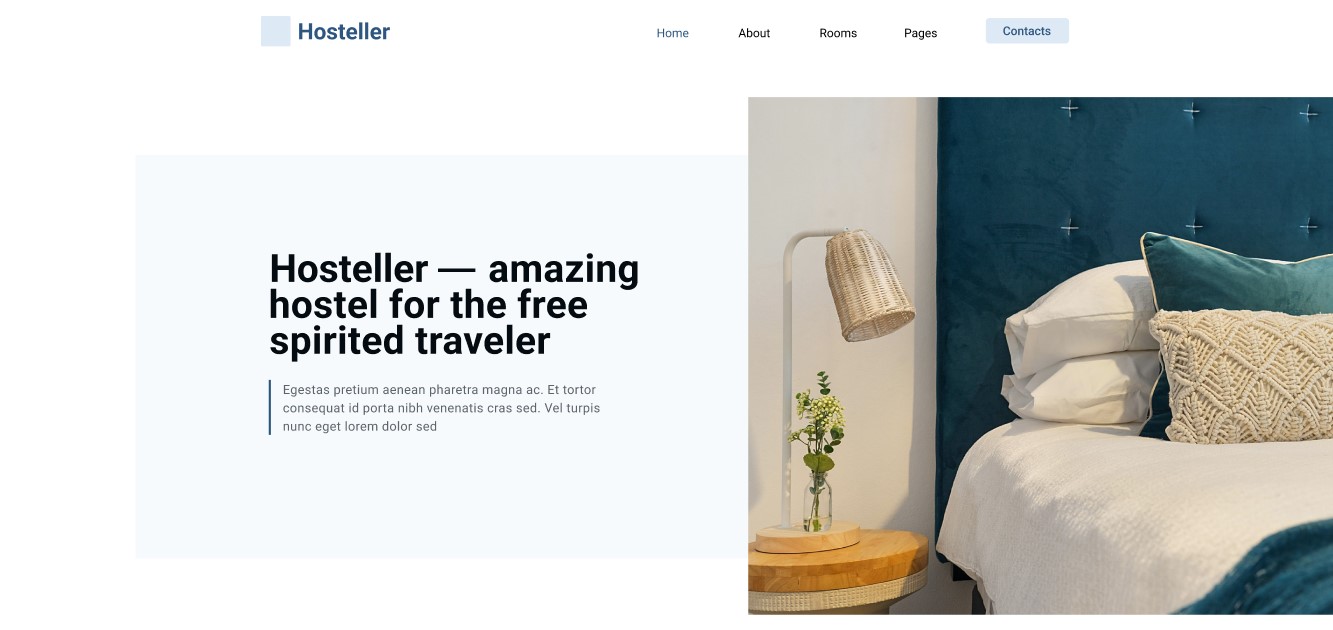 Hosteller
Home
About
Rooms
Pages
Contacts
Hosteller — amazing
hostel for the free
spirited traveler
Egestas pretium aenean pharetra magna ac. Et tortor
consequat id porta nibh venenatis cras sed. Vel turpis
nunc eget lorem dolor sed